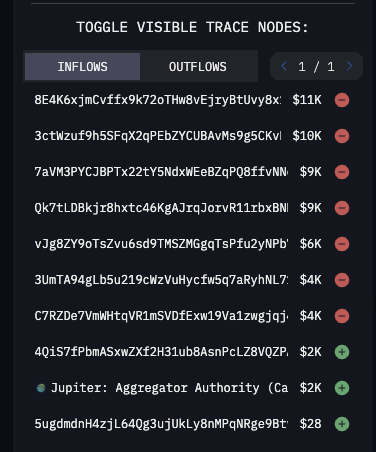 TOGGLE VISIBLE TRACE NODES:
INFLOWS OUTFLOWS < 1 / 1 >
8E4K6xjmCvffx9k72oTHw8vEjryBtUvy8x: $11K
3ctWzuf9h5SFqX2qPEbZYCUBAvMs9g5CKvl $10K
7aVM3PYCJBPTx22tY5NdxWEeBZqPQ8ffvNN $9K
Qk7tLDBkjr8hxtc46KgAJrqJorvR11rbxBN $9K
vJg8ZY9oTsZvu6sd9TMSZMGgqTsPfu2yNPb $6K
3UmTA94gLb5u219cWzVuHycfw5q7aRyhNL7 $4K
C7RZDe7VmWHtqVR1mSVDfExw19Va1zwgjqj $4K
4QiS7fPbmASxwZXf2H31ub8AsnPcLZ8VQZP $2K
Jupiter: Aggregator Authority (Ca $2K
5ugdmdnH4zjL64Qg3ujUkLy8nMPqNRge9Bt $28